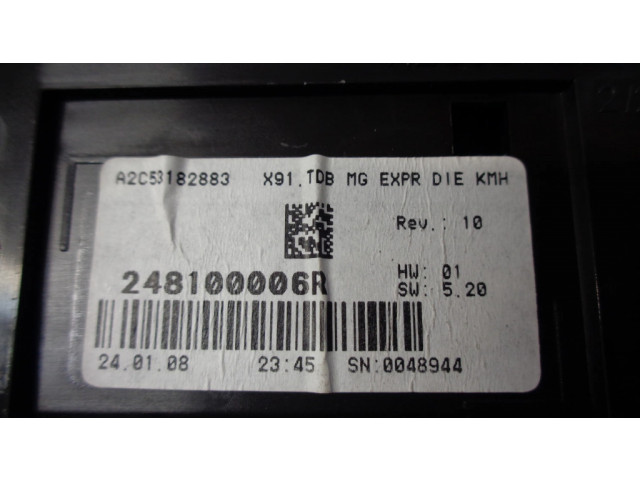 A2C53182883 X91.TDB MG EXPR DIE KMH
Rev.: 10
248100006R
HW: 01
SW: 5.20
24.01.08 23:45 SN:0048944